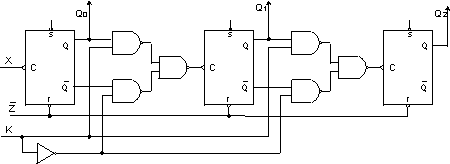 Q0 Q1 Q2
S S S
Q Q Q
X C C C
Q̅ Q̅ Q̅
r r r
Z̅
K